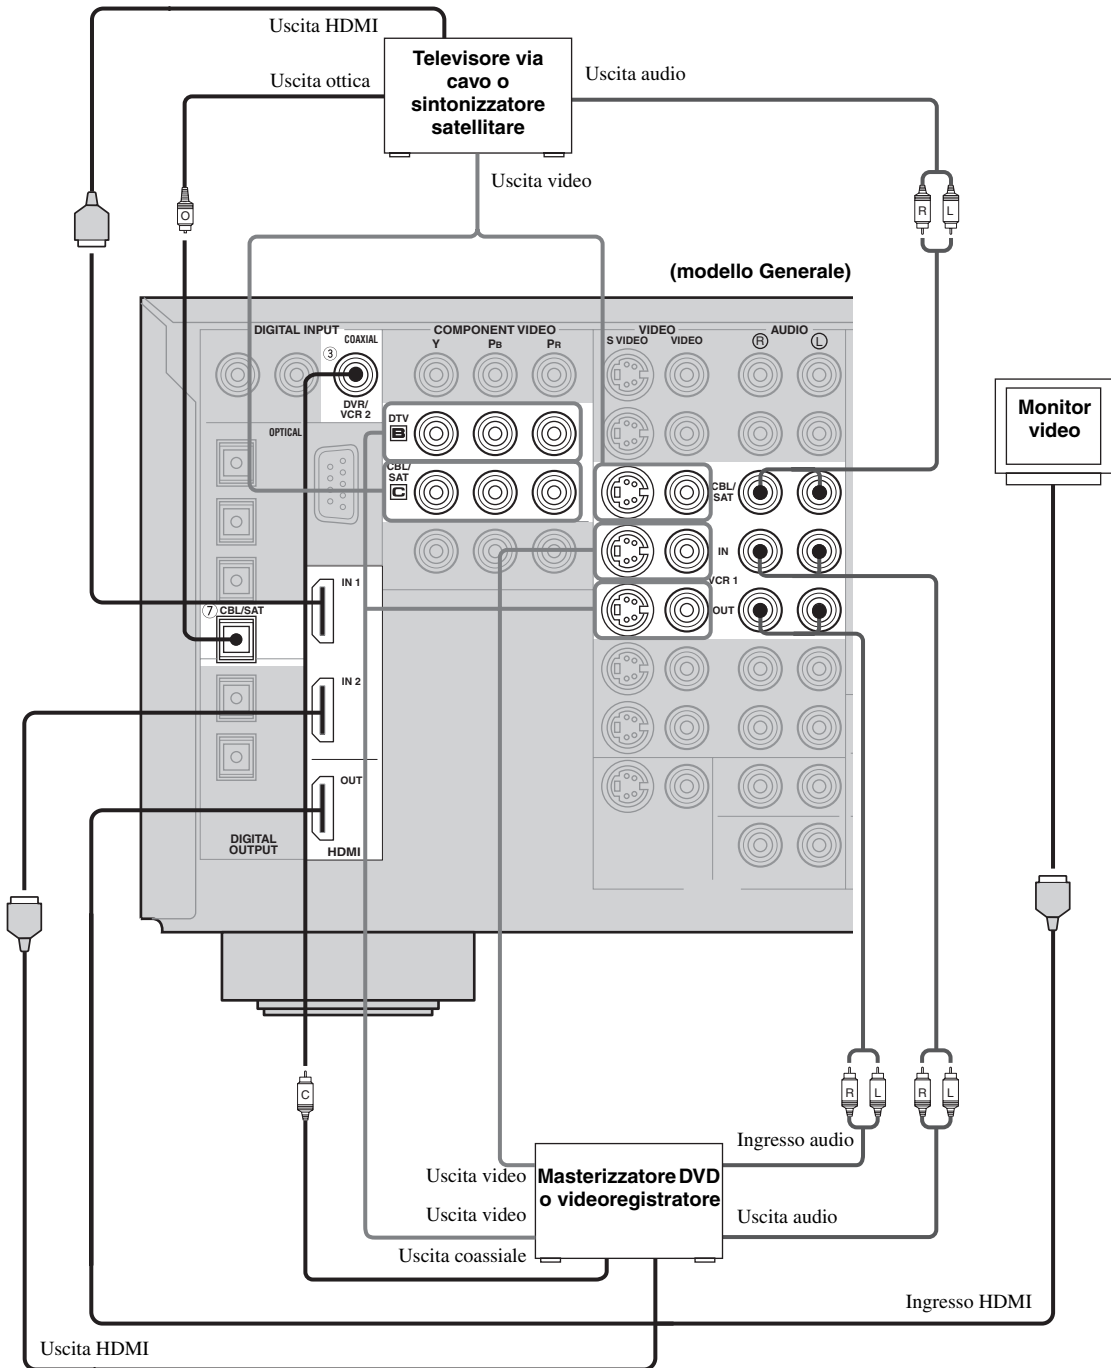 Uscita HDMI
Televisore via
cavo o
sintonizzatore
satellitare
Uscita ottica
Uscita audio
Uscita video
O
R L
(modello Generale)
DIGITAL INPUT
COMPONENT VIDEO
VIDEO
AUDIO
③ COAXIAL
Y PB PR
S VIDEO VIDEO
R L
DVR/
VCR 2
DTV
B
OPTICAL
CBL/
SAT
C
CBL/
SAT
IN
VCR 1
OUT
Monitor
video
IN 1
⑦ CBL/SAT
IN 2
OUT
DIGITAL
OUTPUT
HDMI
C
R L R L
Ingresso audio
Uscita video
Masterizzatore DVD
o videoregistratore
Uscita video
Uscita audio
Uscita coassiale
Ingresso HDMI
Uscita HDMI